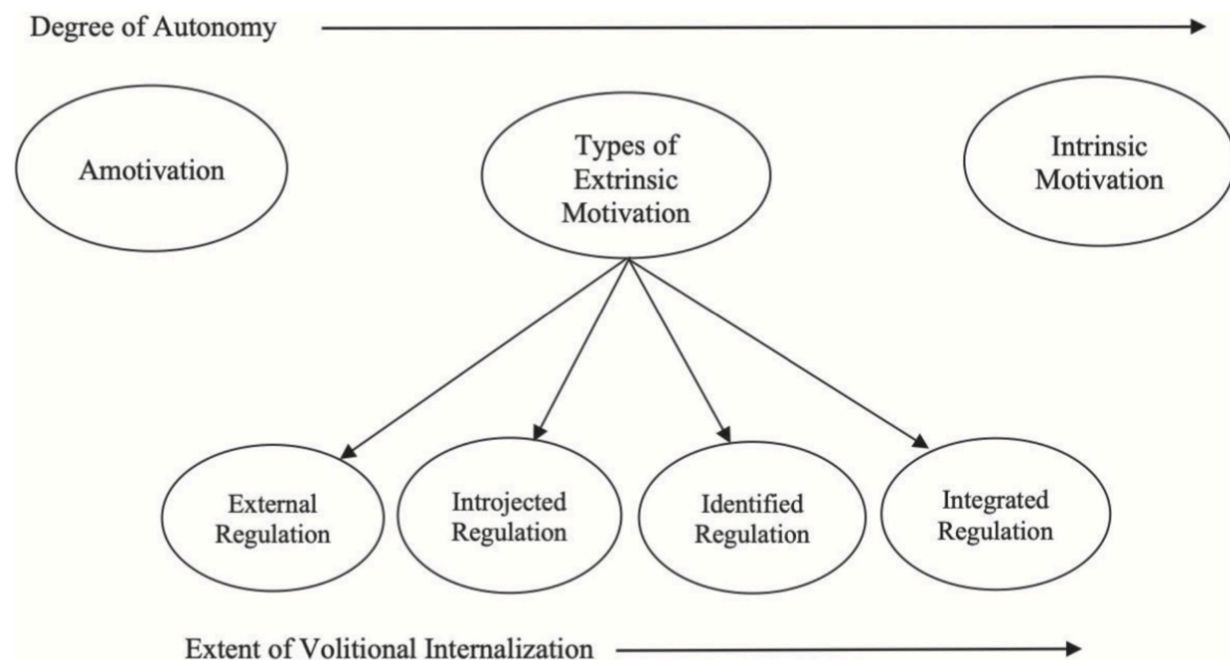 Degree of Autonomy
Amotivation
Types of
Extrinsic
Motivation
Intrinsic
Motivation
External
Regulation
Introjected
Regulation
Identified
Regulation
Integrated
Regulation
Extent of Volitional Internalization